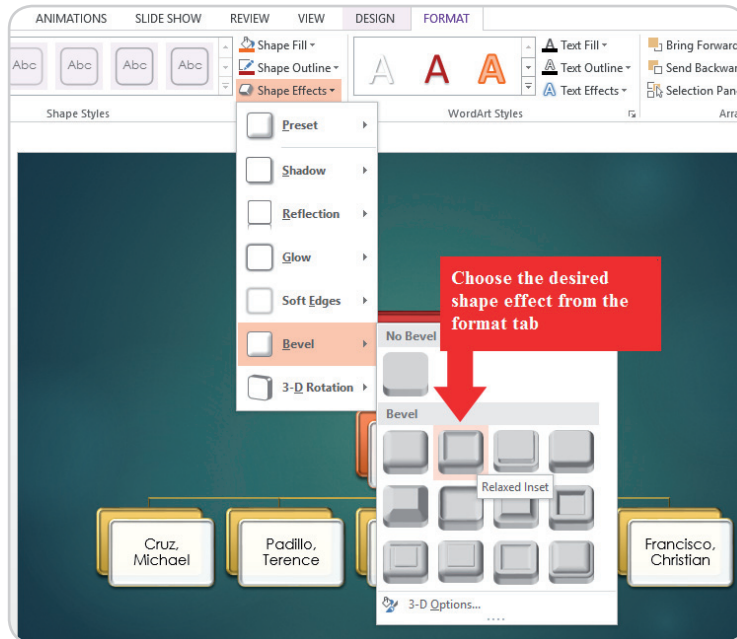 ANIMATIONS SLIDE SHOW REVIEW VIEW DESIGN FORMAT
Abc Abc Abc Abc
Shape Fill
Shape Outline
Shape Effects
A A A
A Text Fill
A Text Outline
A Text Effects
Bring Forward
Send Backwar
Selection Pan
Shape Styles WordArt Styles Arra
Preset
Shadow
Reflection
Glow
Soft Edges
Bevel
3-D Rotation
Choose the desired
shape effect from the
format tab
No Bevel
Bevel
Relaxed Inset
3-D Options...
Cruz,
Michael
Padillo,
Terence
Francisco,
Christian